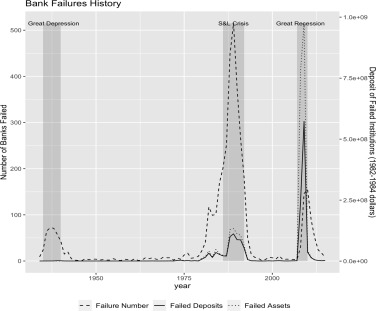 Bank Failures History
Great Depression
S&L Crisis
Great Recession
500
400
300
200
100
0
1.0e+09
7.5e+08
5.0e+08
2.5e+08
0.0e+00
Number of Banks Failed
Deposit of Failed Institutions (1982-1984 dollars)
1950
1975
2000
year
Failure Number
Failed Deposits
Failed Assets